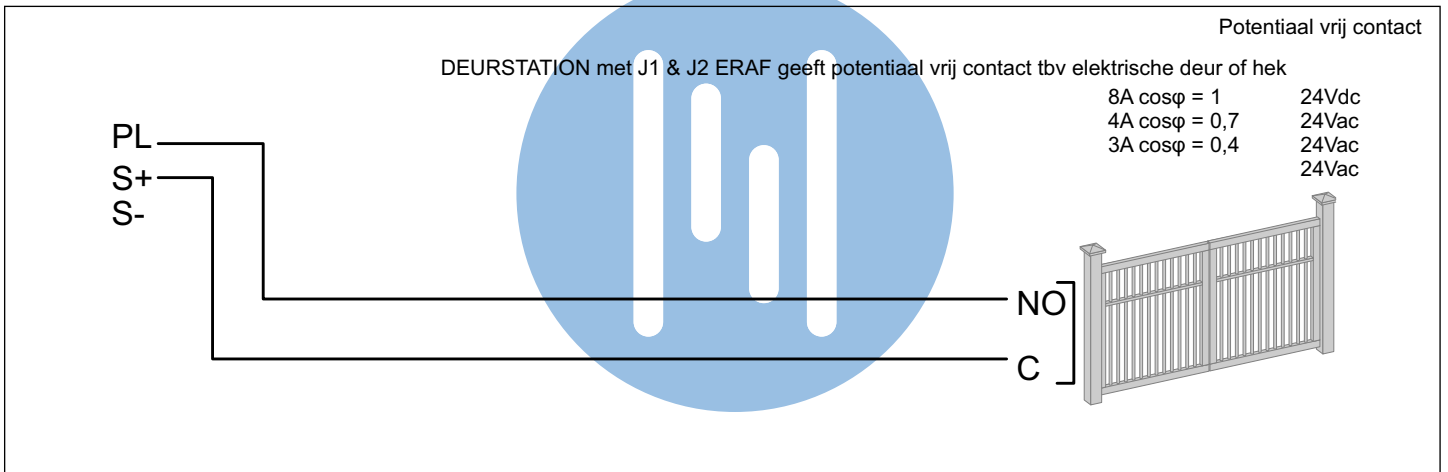 Potentiaal vrij contact
DEURSTATION met J1 & J2 ERAF geeft potentiaal vrij contact tbv elektrische deur of hek
8A cosφ = 1 24Vdc
4A cosφ = 0,7 24Vac
3A cosφ = 0,4 24Vac
24Vac
PL
S+
S-
NO
C